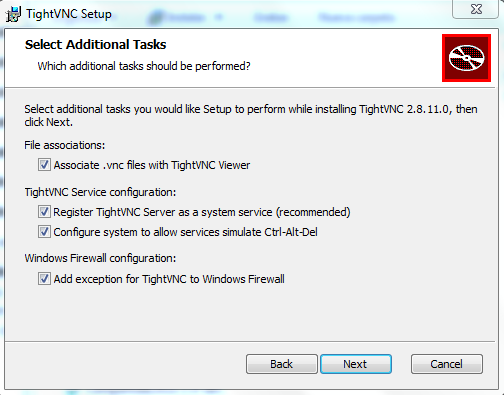 TightVNC Setup
Select Additional Tasks
Which additional tasks should be performed?
Select additional tasks you would like Setup to perform while installing TightVNC 2.8.11.0, then
click Next.
File associations:
Associate .vnc files with TightVNC Viewer
TightVNC Service configuration:
Register TightVNC Server as a system service (recommended)
Configure system to allow services simulate Ctrl-Alt-Del
Windows Firewall configuration:
Add exception for TightVNC to Windows Firewall
Back
Next
Cancel